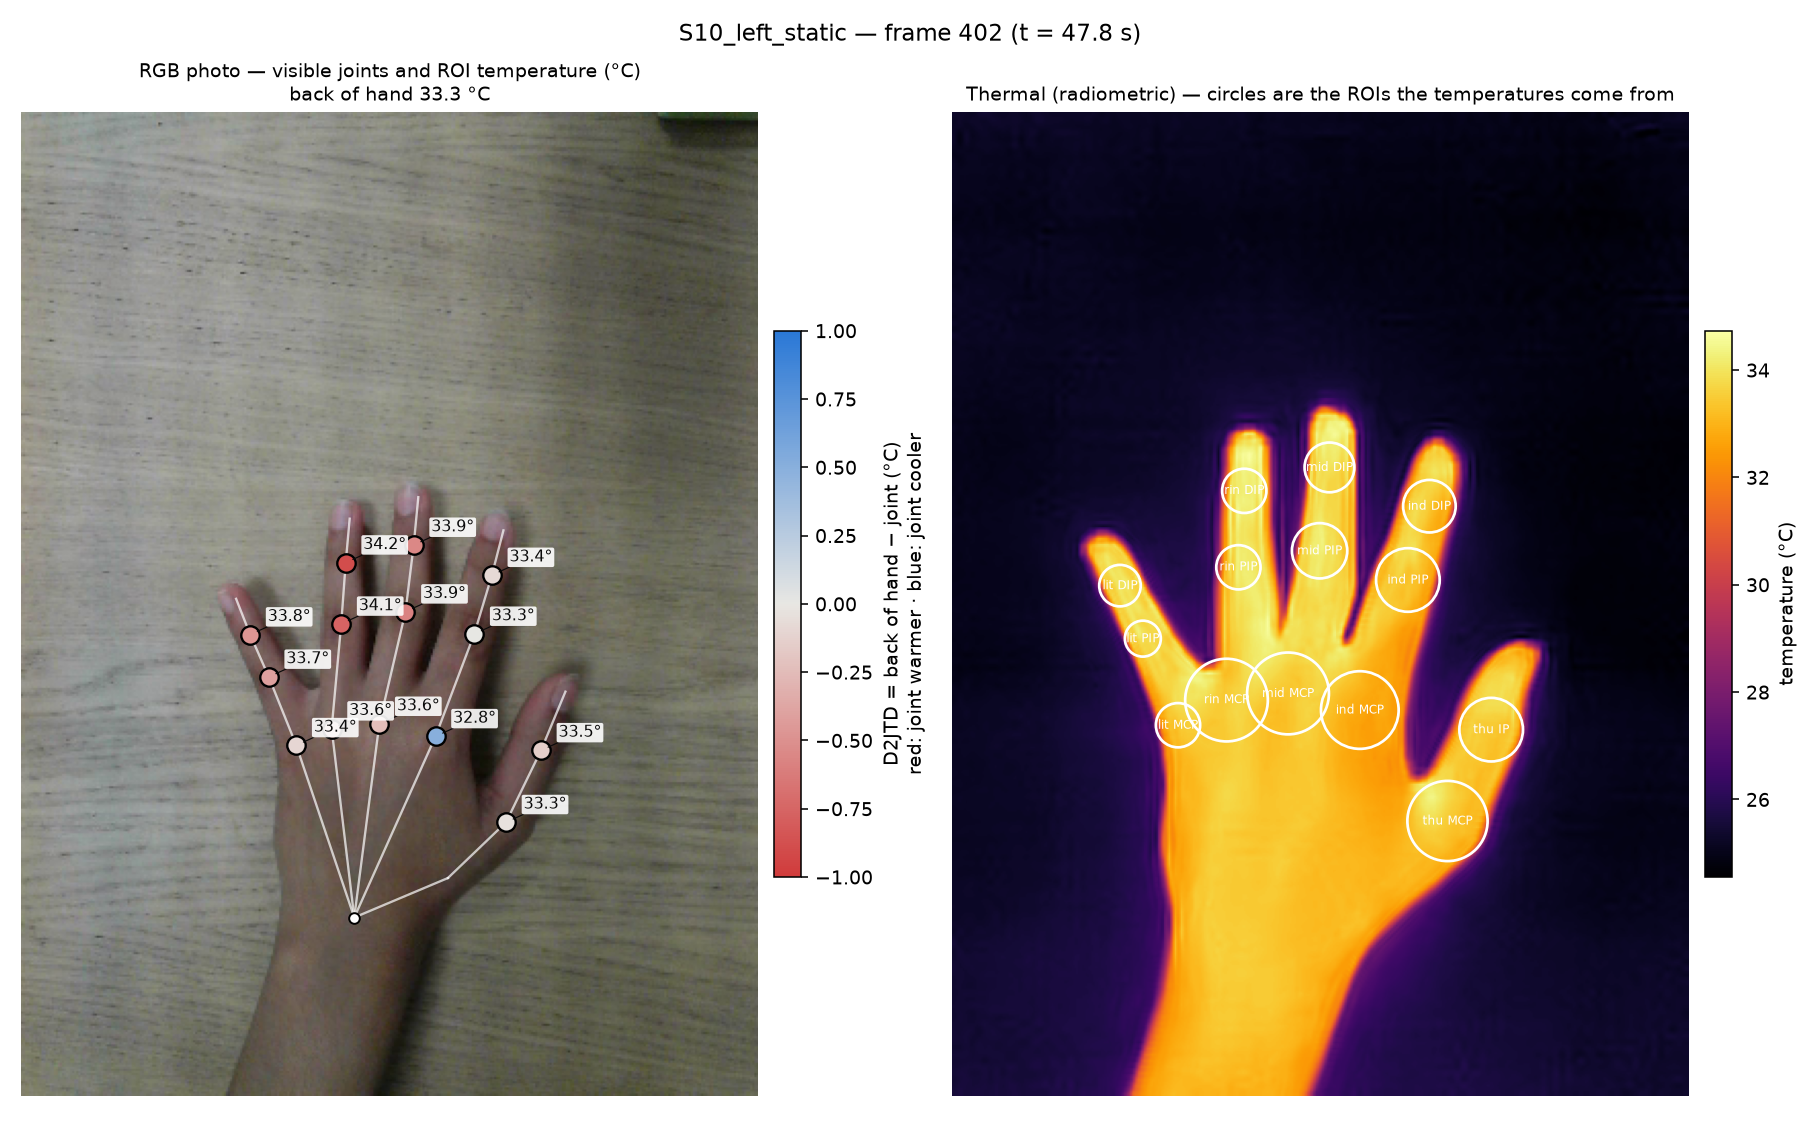 S10_left_static — frame 402 (t = 47.8 s)
RGB photo — visible joints and ROI temperature (°C)
back of hand 33.3 °C
34.2°
33.9°
33.4°
34.1°
33.9°
33.3°
33.8°
33.7°
33.4°
33.6°
33.6°
32.8°
33.5°
33.3°
1.00
0.75
0.50
0.25
0.00
−0.25
−0.50
−0.75
−1.00
D2JTD = back of hand − joint (°C)
red: joint warmer · blue: joint cooler
Thermal (radiometric) — circles are the ROIs the temperatures come from
mid DIP
rin DIP
ind DIP
mid PIP
rin PIP
ind PIP
lit DIP
lit PIP
rin MCP
mid MCP
ind MCP
lit MCP
thu IP
thu MCP
34
32
30
28
26
temperature (°C)